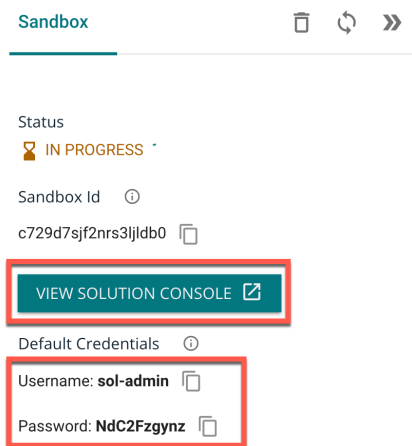 Sandbox
Status
IN PROGRESS
Sandbox Id
c729d7sjf2nrs3ljldb0
VIEW SOLUTION CONSOLE
Default Credentials
Username: sol-admin
Password: NdC2Fzgynz